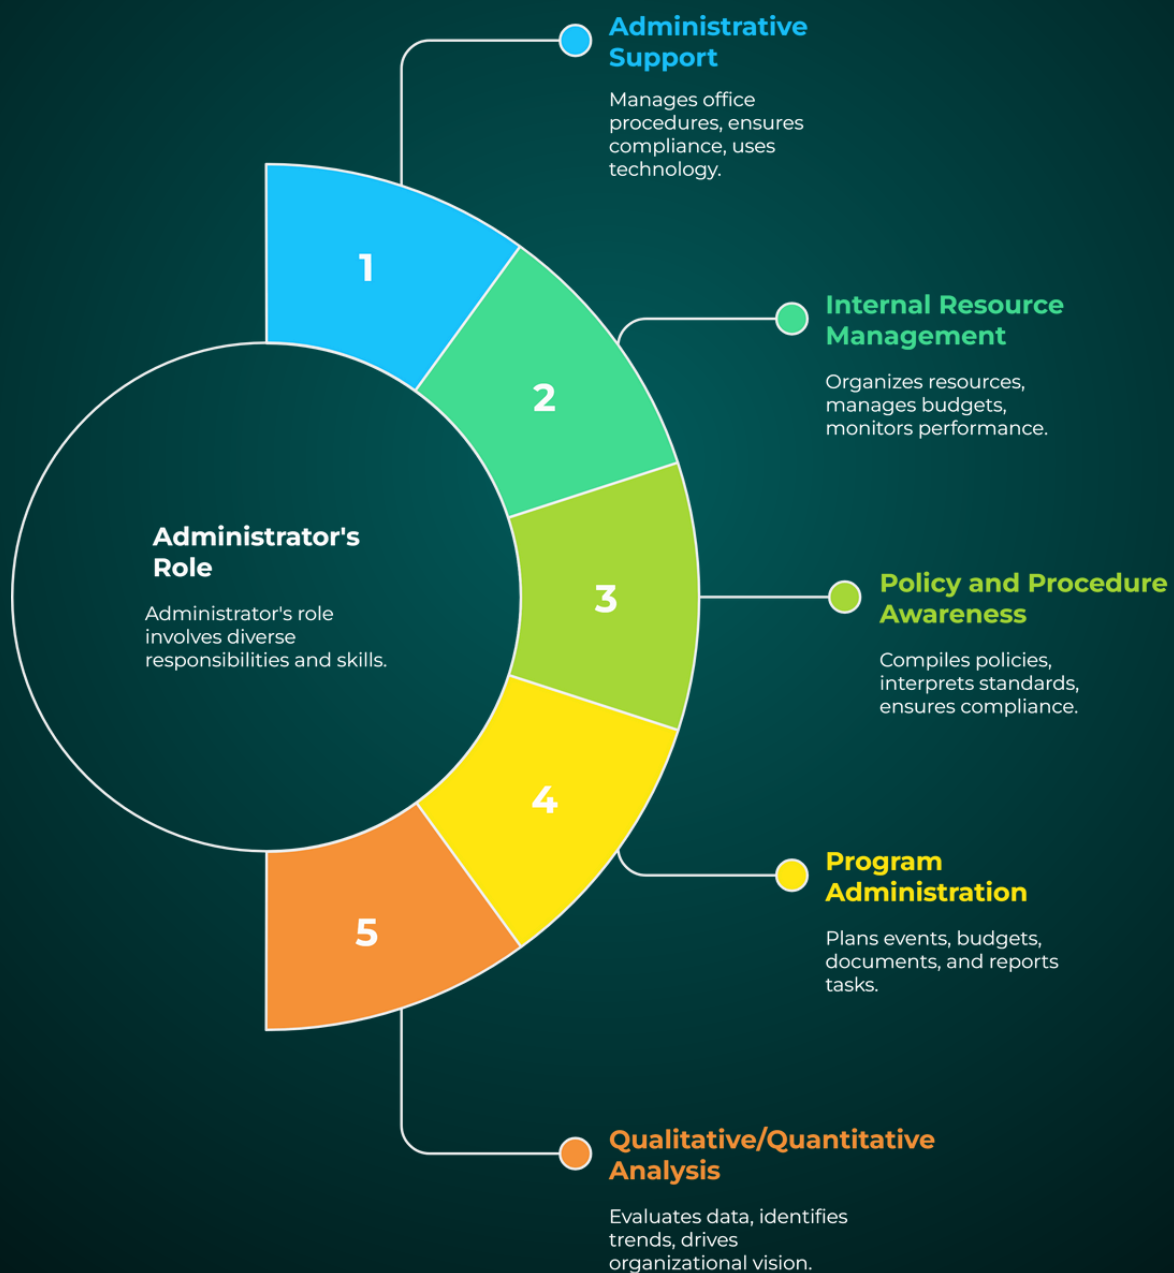 Administrative
Support
Manages office
procedures, ensures
compliance, uses
technology.
1
Internal Resource
Management
Organizes resources,
manages budgets,
monitors performance.
2
Administrator's
Role
Administrator's role
involves diverse
responsibilities and skills.
3
Policy and Procedure
Awareness
Compiles policies,
interprets standards,
ensures compliance.
4
Program
Administration
Plans events, budgets,
documents, and reports
tasks.
5
Qualitative/Quantitative
Analysis
Evaluates data, identifies
trends, drives
organizational vision.